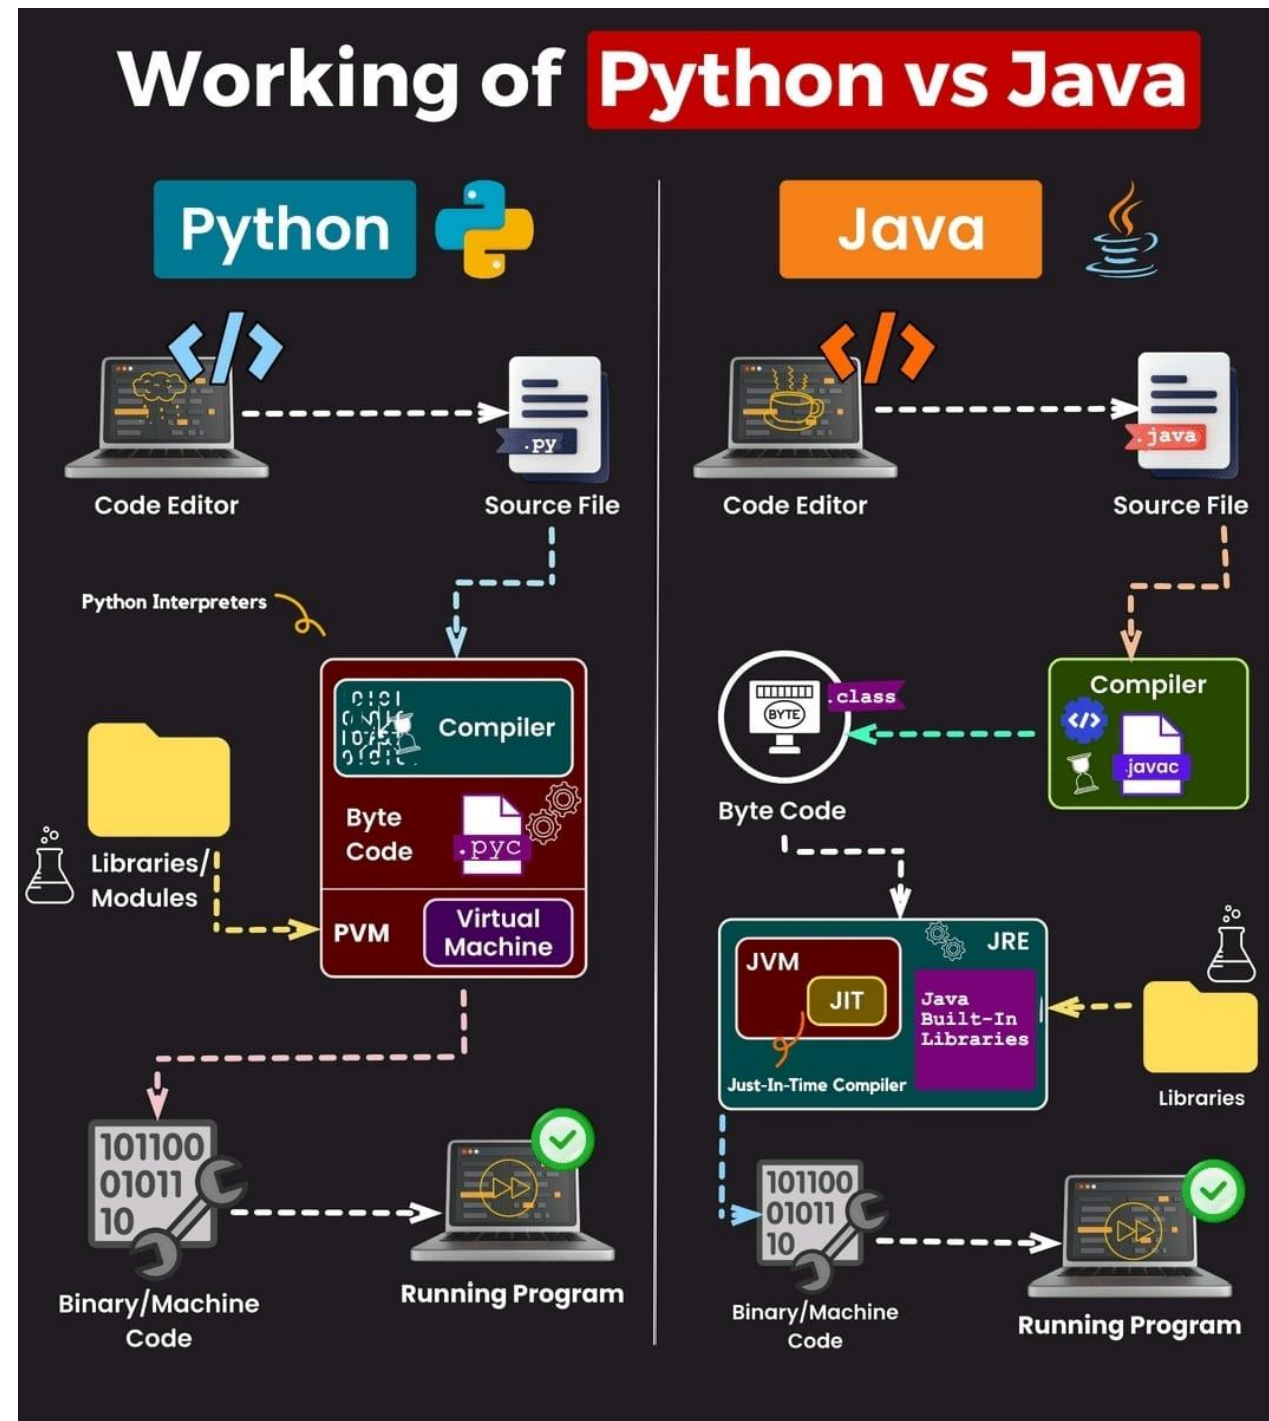 Working of Python vs Java
Python
Java
Code Editor
.py
Source File
Python Interpreters
Compiler
Byte
Code
.pyc
Libraries/
Modules
PVM
Virtual
Machine
101100
01011
10
Binary/Machine
Code
Running Program
Code Editor
.java
Source File
Compiler
.javac
BYTE
.class
Byte Code
JRE
JVM
JIT
Java
Built-In
Libraries
Just-In-Time Compiler
Libraries
101100
01011
10
Binary/Machine
Code
Running Program